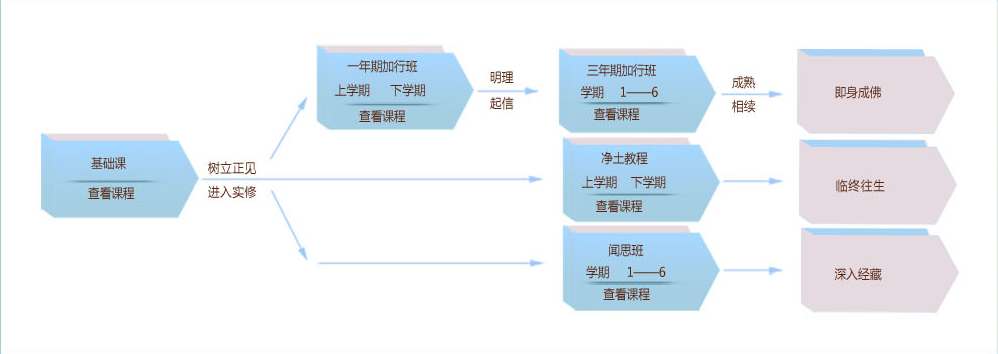 基础课
查看课程
树立正见
进入实修
一年期加行班
上学期 下学期
查看课程
明理
起信
三年期加行班
学期 1——6
查看课程
成熟
相续
即身成佛
净土教程
上学期 下学期
查看课程
临终往生
闻思班
学期 1——6
查看课程
深入经藏